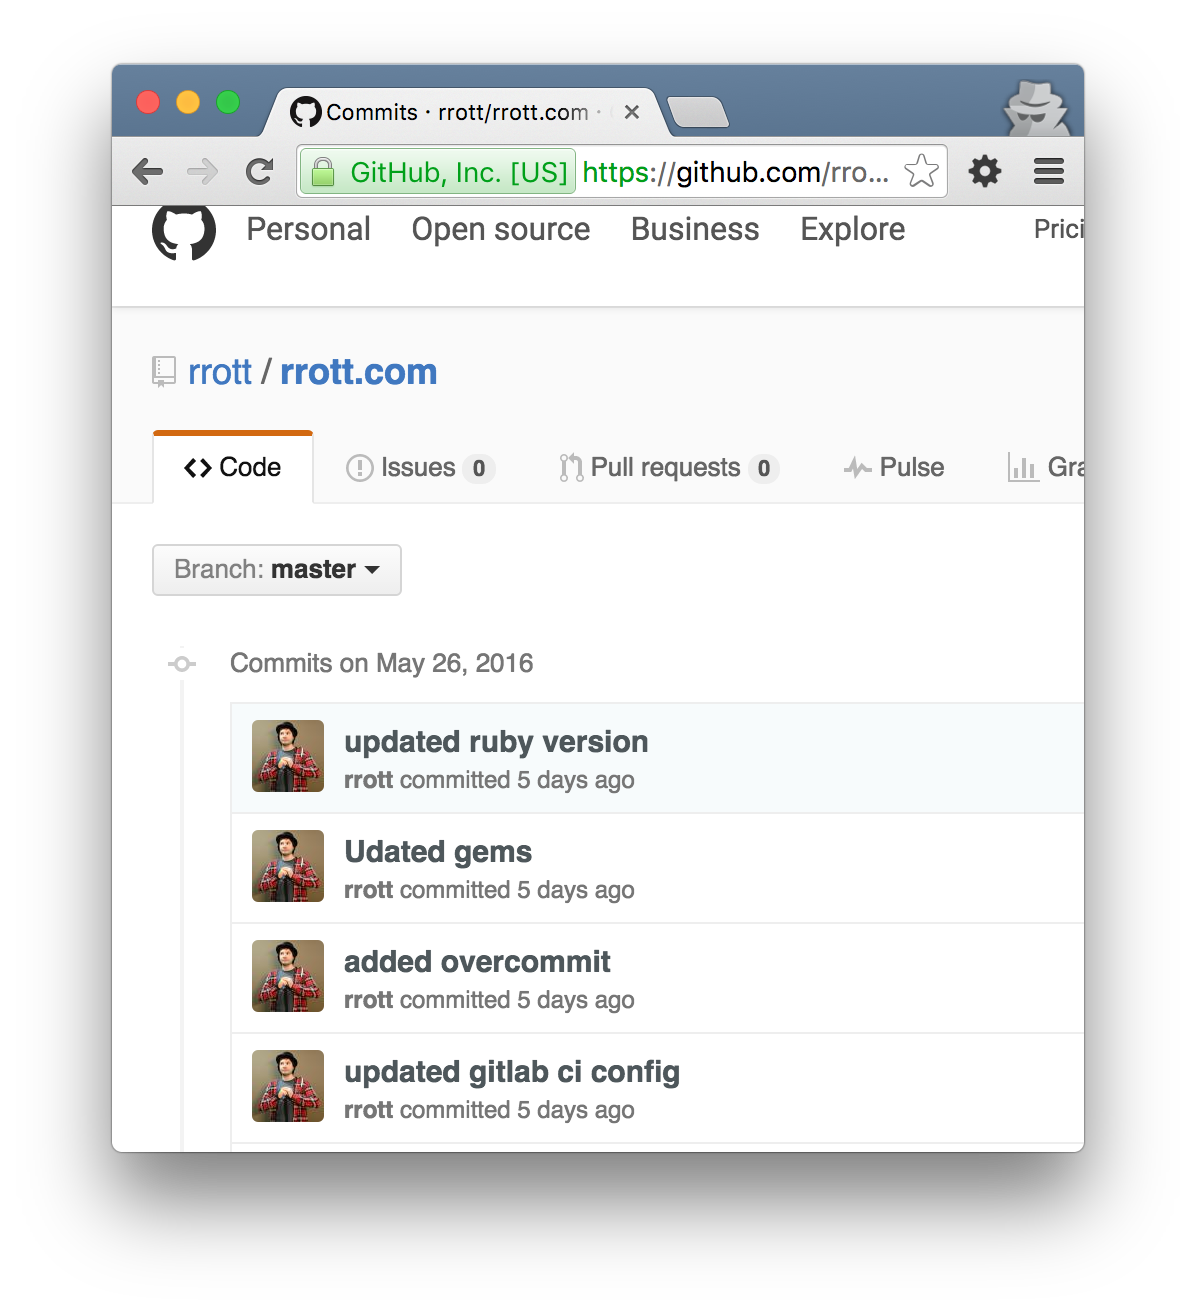 Commits · rrott/rrott.com ·
GitHub, Inc. [US] https://github.com/rro...
Personal Open source Business Explore Prici
rrott / rrott.com
Code Issues 0 Pull requests 0 Pulse Gra
Branch: master
Commits on May 26, 2016
updated ruby version
rrott committed 5 days ago
Udated gems
rrott committed 5 days ago
added overcommit
rrott committed 5 days ago
updated gitlab ci config
rrott committed 5 days ago